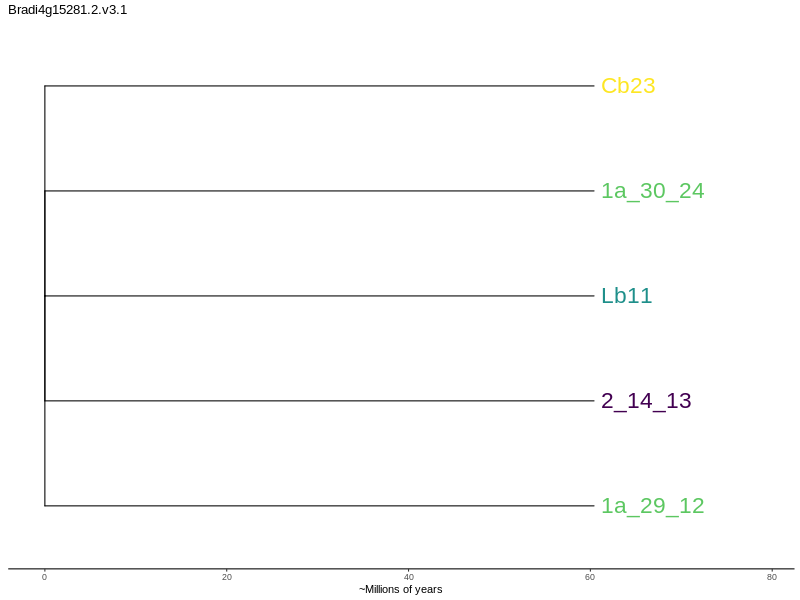 Bradi4g15281.2.v3.1
Cb23
1a_30_24
Lb11
2_14_13
1a_29_12
0 20 40 60 80
~Millions of years